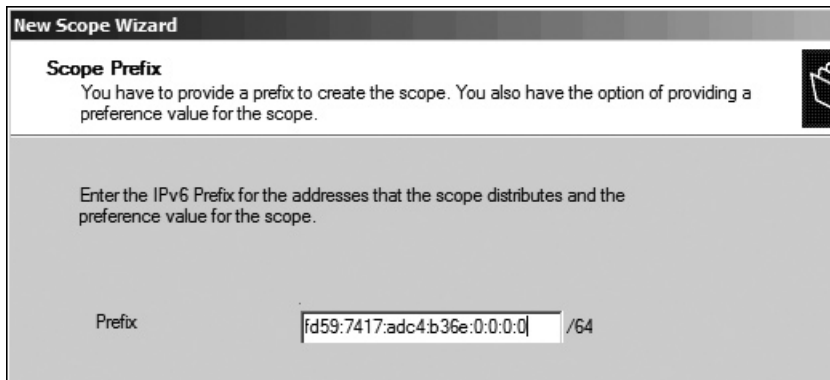 New Scope Wizard
Scope Prefix
You have to provide a prefix to create the scope. You also have the option of providing a
preference value for the scope.
Enter the IPv6 Prefix for the addresses that the scope distributes and the
preference value for the scope.
Prefix fd59:7417:adc4:b36e:0:0:0:0 /64